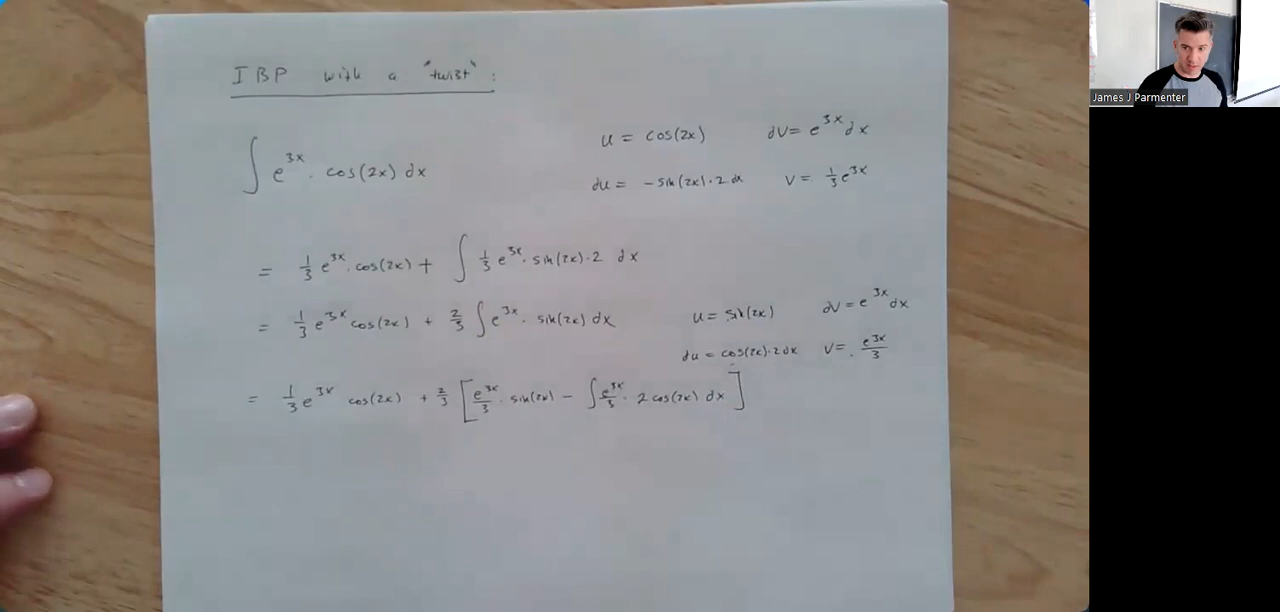 IBP with a "twist":
∫ e^{3x} · cos(2x) dx
u = cos(2x) dv = e^{3x} dx
du = -sin(2x)·2 dx v = 1/3 e^{3x}
= 1/3 e^{3x} · cos(2x) + ∫ 1/3 e^{3x} · sin(2x)·2 dx
= 1/3 e^{3x} cos(2x) + 2/3 ∫ e^{3x} · sin(2x) dx
u = sin(2x) dv = e^{3x} dx
du = cos(2x)·2 dx v = e^{3x}/3
= 1/3 e^{3x} cos(2x) + 2/3 [ e^{3x}/3 · sin(2x) - ∫ e^{3x}/3 · 2 cos(2x) dx ]
James J Parmenter